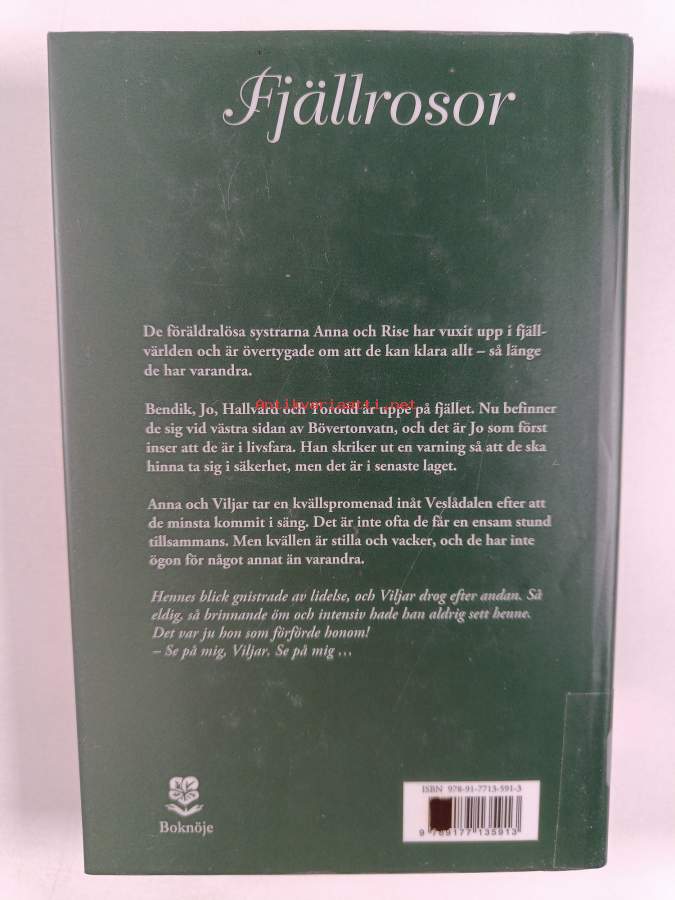 Fjällrosor
De föräldralösa systrarna Anna och Rise har vuxit upp i fjäll-
världen och är övertygade om att de kan klara allt – så länge
de har varandra.
antikvariaatti.net
Bendik, Jo, Hallvard och Torodd är uppe på fjället. Nu befinner
de sig vid västra sidan av Bövertonvatn, och det är Jo som först
inser att de är i livsfara. Han skriker ut en varning så att de ska
hinna ta sig i säkerhet, men det är i senaste laget.
Anna och Viljar tar en kvällspromenad inåt Veslådalen efter att
de minsta kommit i säng. Det är inte ofta de får en ensam stund
tillsammans. Men kvällen är stilla och vacker, och de har inte
ögon för något annat än varandra.
Hennes blick gnistrade av lidelse, och Viljar drog efter andan. Så
eldig, så brinnande öm och intensiv hade han aldrig sett henne.
Det var ju hon som förförde honom!
– Se på mig, Viljar. Se på mig …
ISBN 978-91-7713-591-3
9 789177 135913
Boknöje